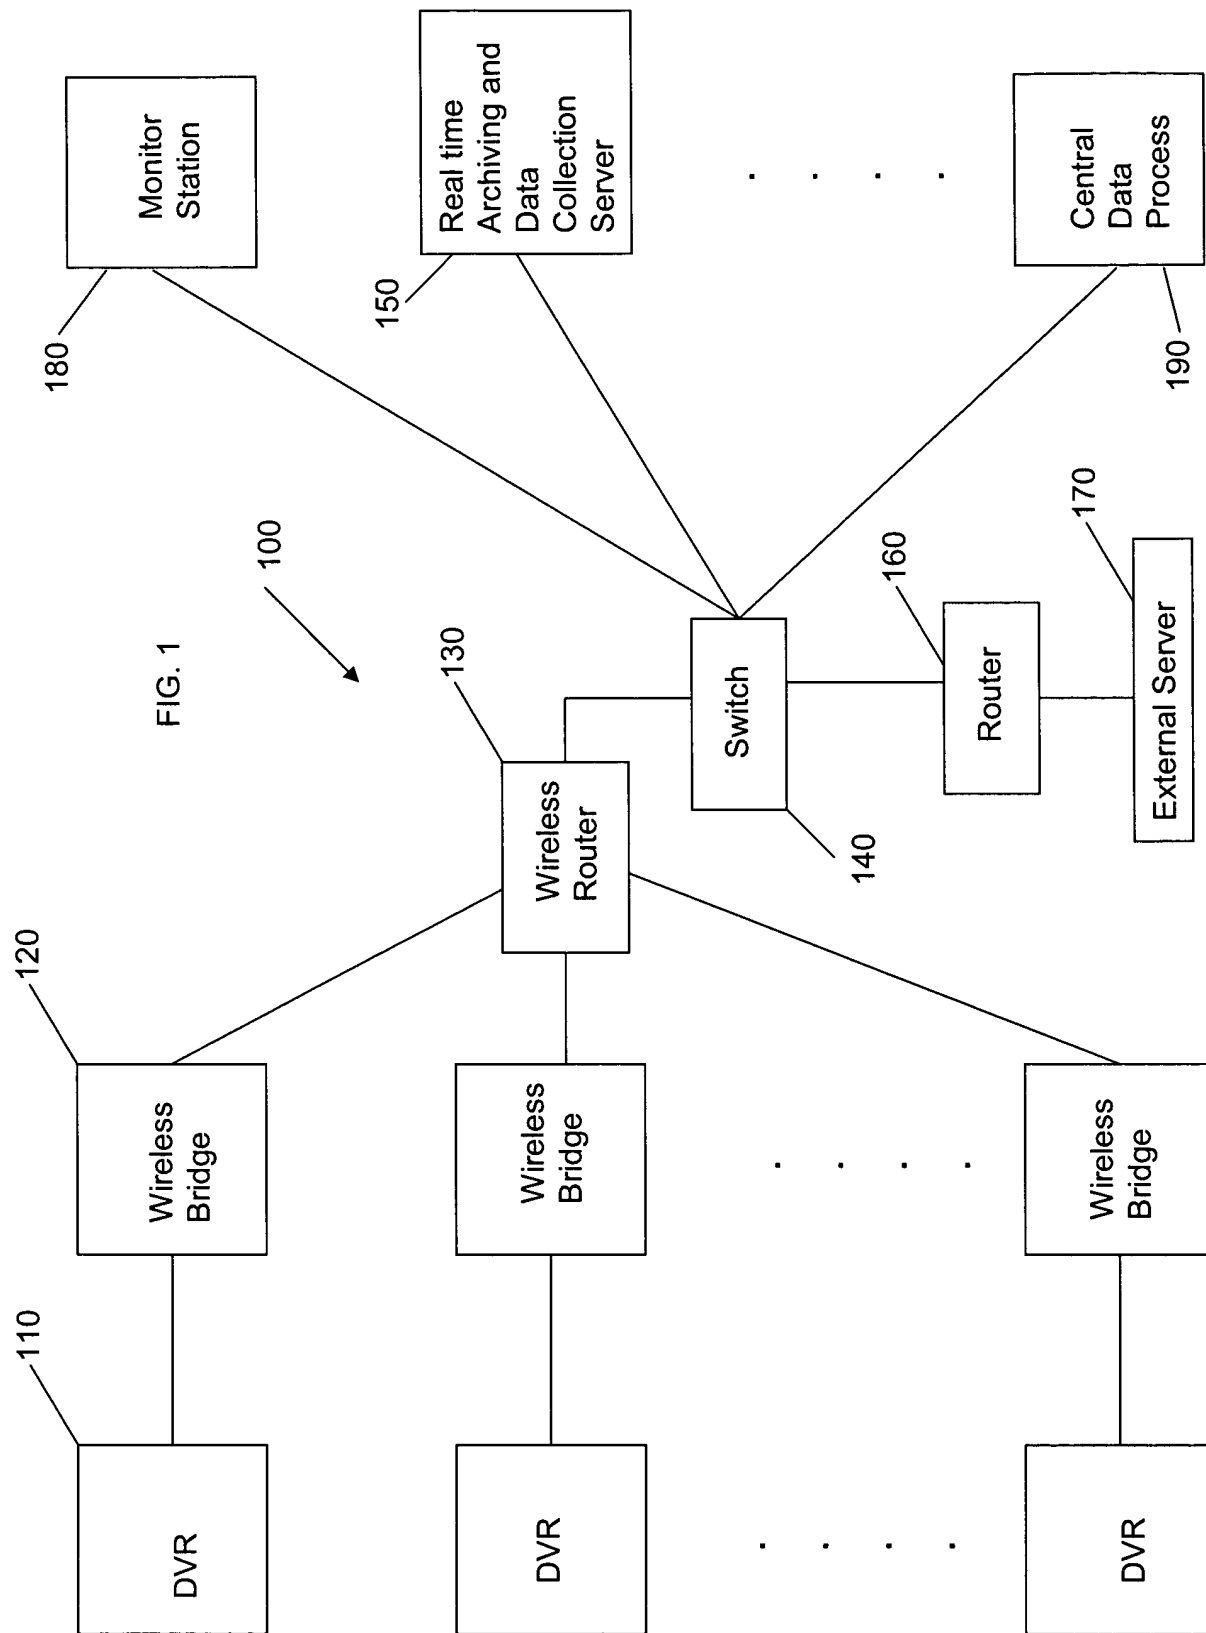 FIG. 1
100
110
DVR
120
Wireless
Bridge
130
Wireless
Router
180
Monitor
Station
DVR
Wireless
Bridge
140
Switch
150
Real time
Archiving and
Data
Collection
Server
160
Router
170
External Server
DVR
Wireless
Bridge
190
Central
Data
Process